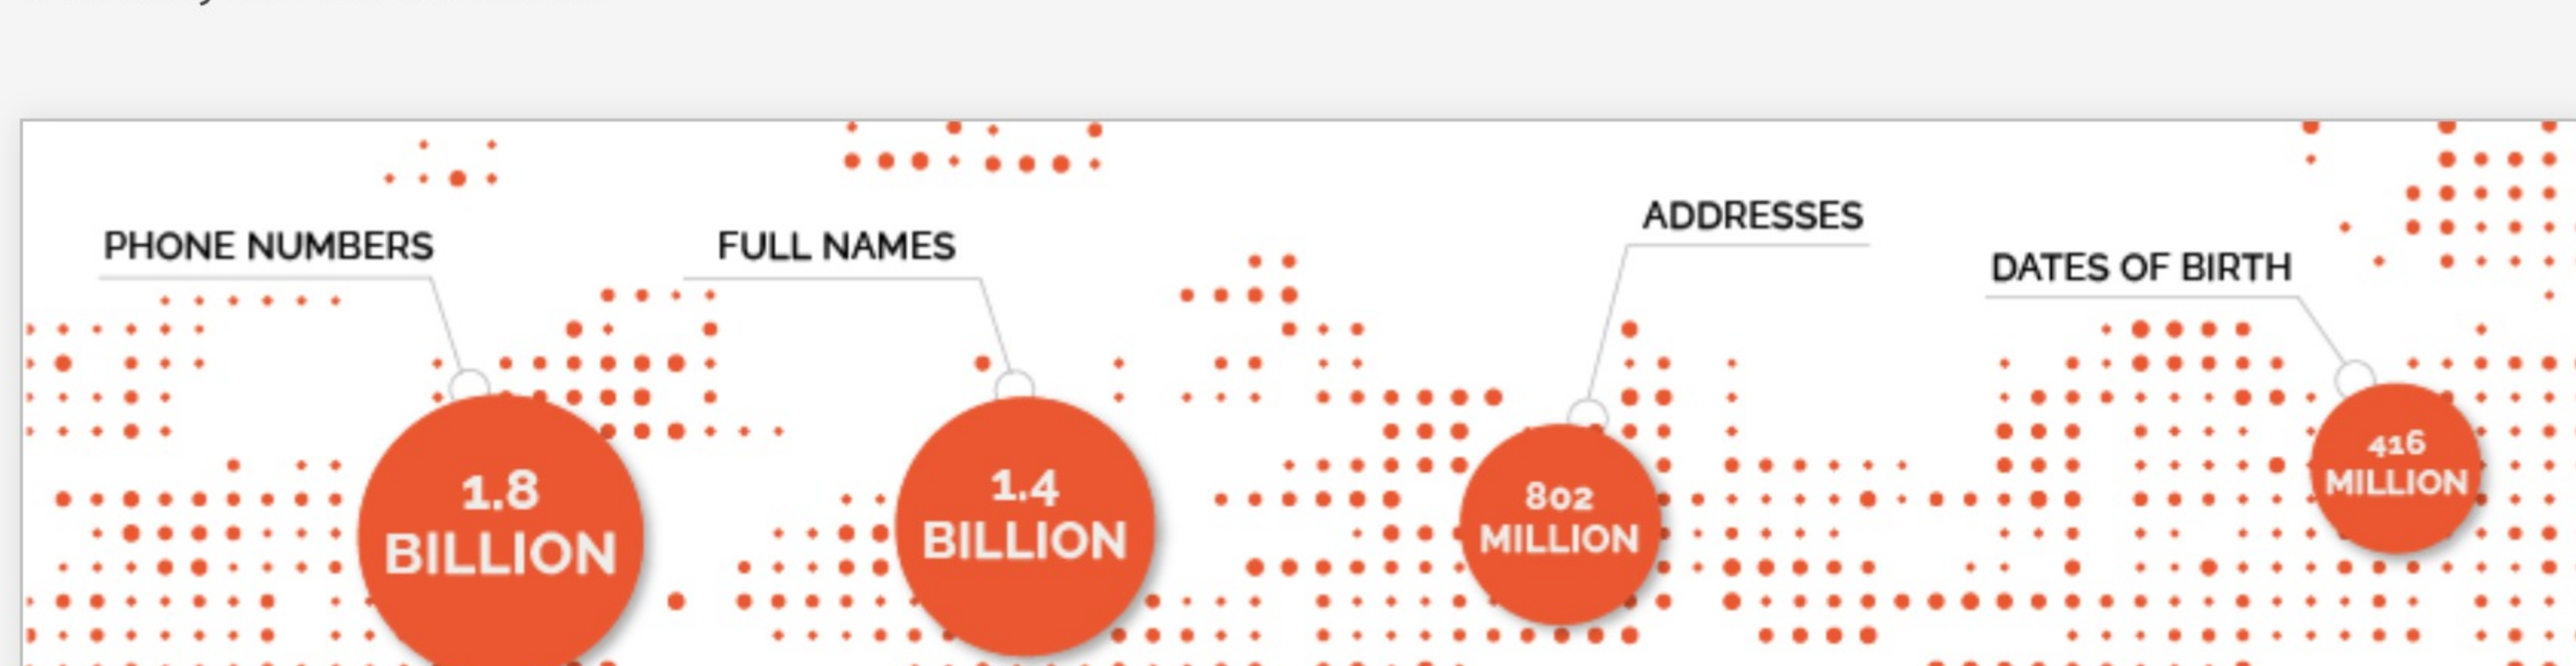 PHONE NUMBERS
1.8
BILLION
FULL NAMES
1.4
BILLION
ADDRESSES
802
MILLION
DATES OF BIRTH
416
MILLION